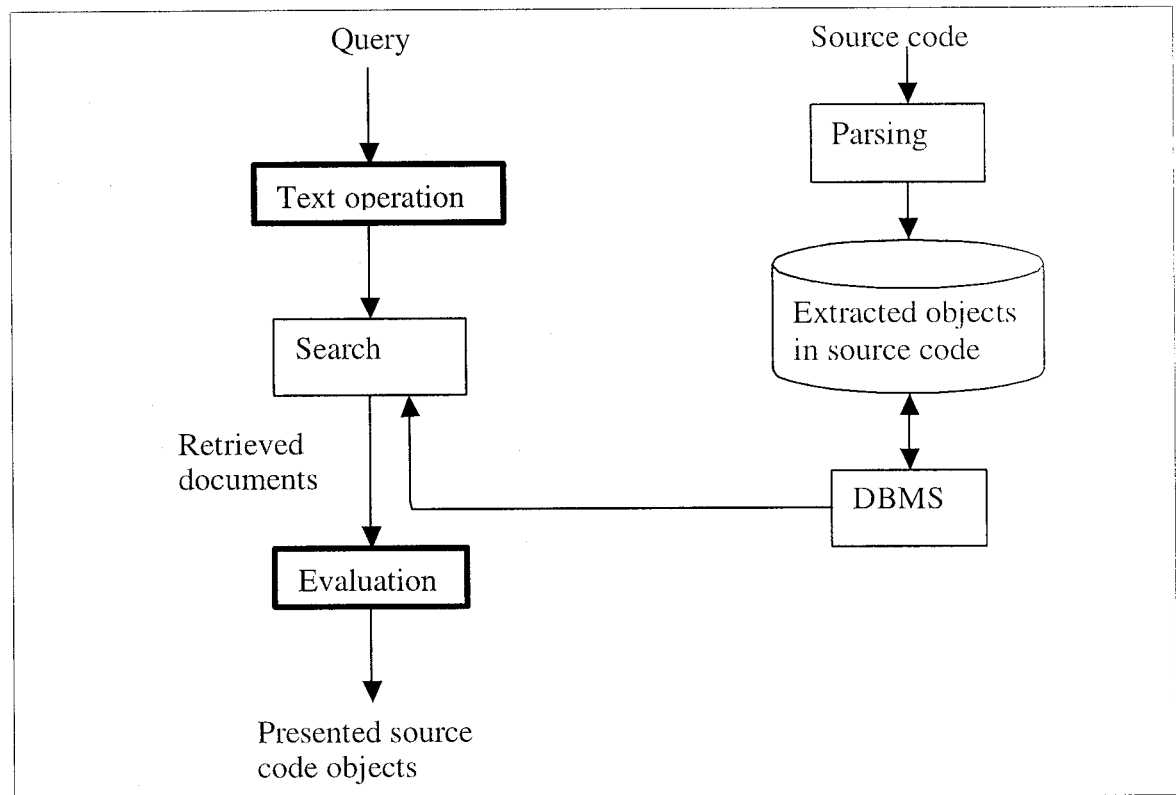 Query
Source code
Parsing
Text operation
Extracted objects
in source code
Search
Retrieved
documents
DBMS
Evaluation
Presented source
code objects